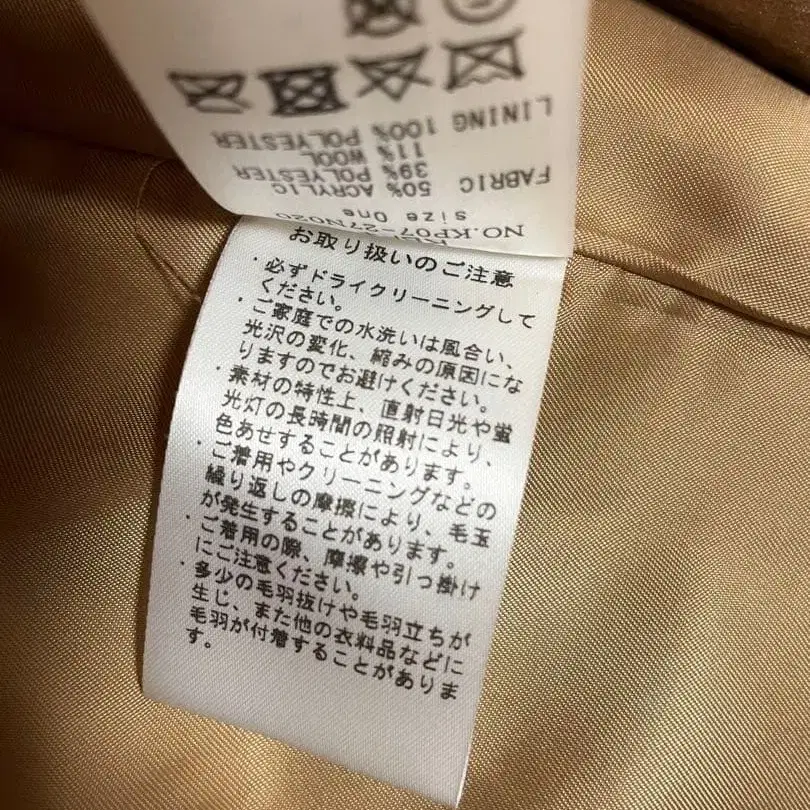 NO.KP07-27N020
Size One
FABRIC 50% ACRYLIC
39% POLYESTER
11% WOOL
LINING 100% POLYESTER
お取り扱いのご注意
・必ずドライクリーニングして
ください。
・ご家庭での水洗いは風合い、
光沢の変化、縮みの原因にな
りますのでお避けください。
・素材の特性上、直射日光や蛍
光灯の長時間の照射により、
色あせすることがあります。
・ご着用やクリーニングなどの
繰り返しの摩擦により、毛玉
が発生することがあります。
・ご着用の際、摩擦や引っ掛け
にご注意ください。
・多少の毛羽抜けや毛羽立ちが
生じ、また他の衣料品などに
毛羽が付着することがありま
す。